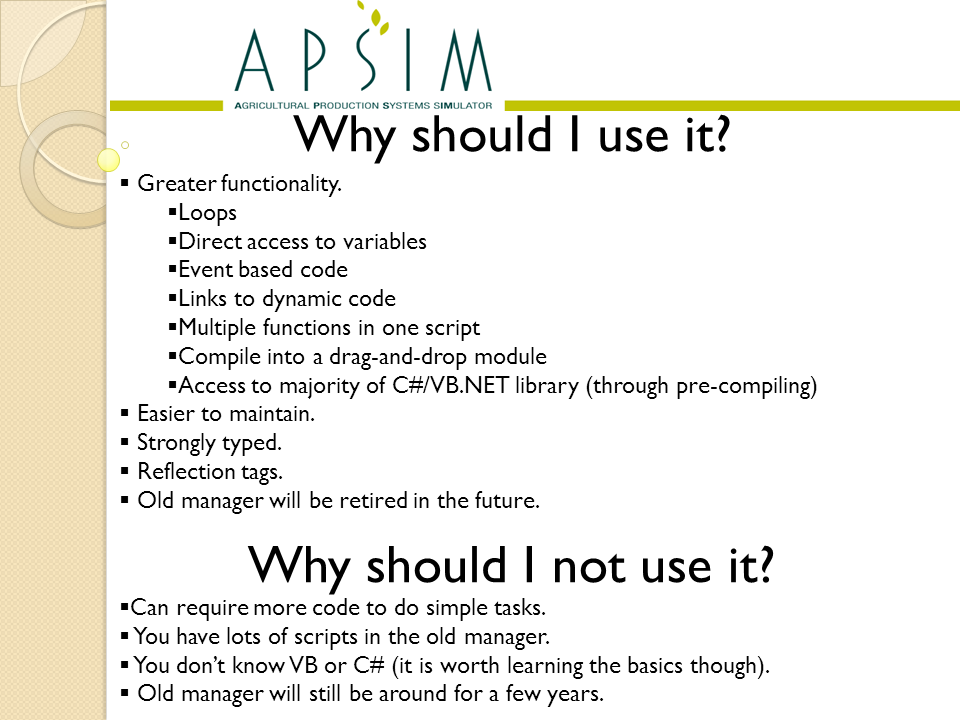 APSIM
AGRICULTURAL PRODUCTION SYSTEMS SIMULATOR
Why should I use it?
▪ Greater functionality.
▪Loops
▪Direct access to variables
▪Event based code
▪Links to dynamic code
▪Multiple functions in one script
▪Compile into a drag-and-drop module
▪Access to majority of C#/VB.NET library (through pre-compiling)
▪ Easier to maintain.
▪ Strongly typed.
▪ Reflection tags.
▪ Old manager will be retired in the future.
Why should I not use it?
▪Can require more code to do simple tasks.
▪ You have lots of scripts in the old manager.
▪ You don’t know VB or C# (it is worth learning the basics though).
▪ Old manager will still be around for a few years.